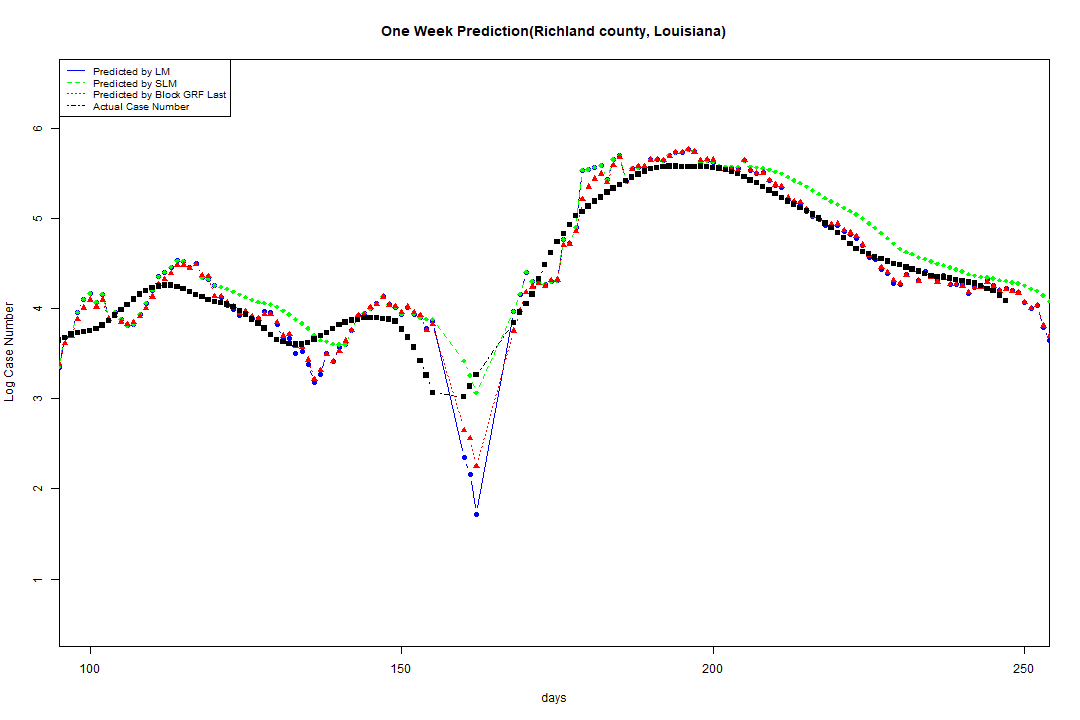 One Week Prediction(Richland county, Louisiana)
Predicted by LM
Predicted by SLM
Predicted by Block GRF Last
Actual Case Number
6
5
4
3
2
1
Log Case Number
100 150 200 250
days